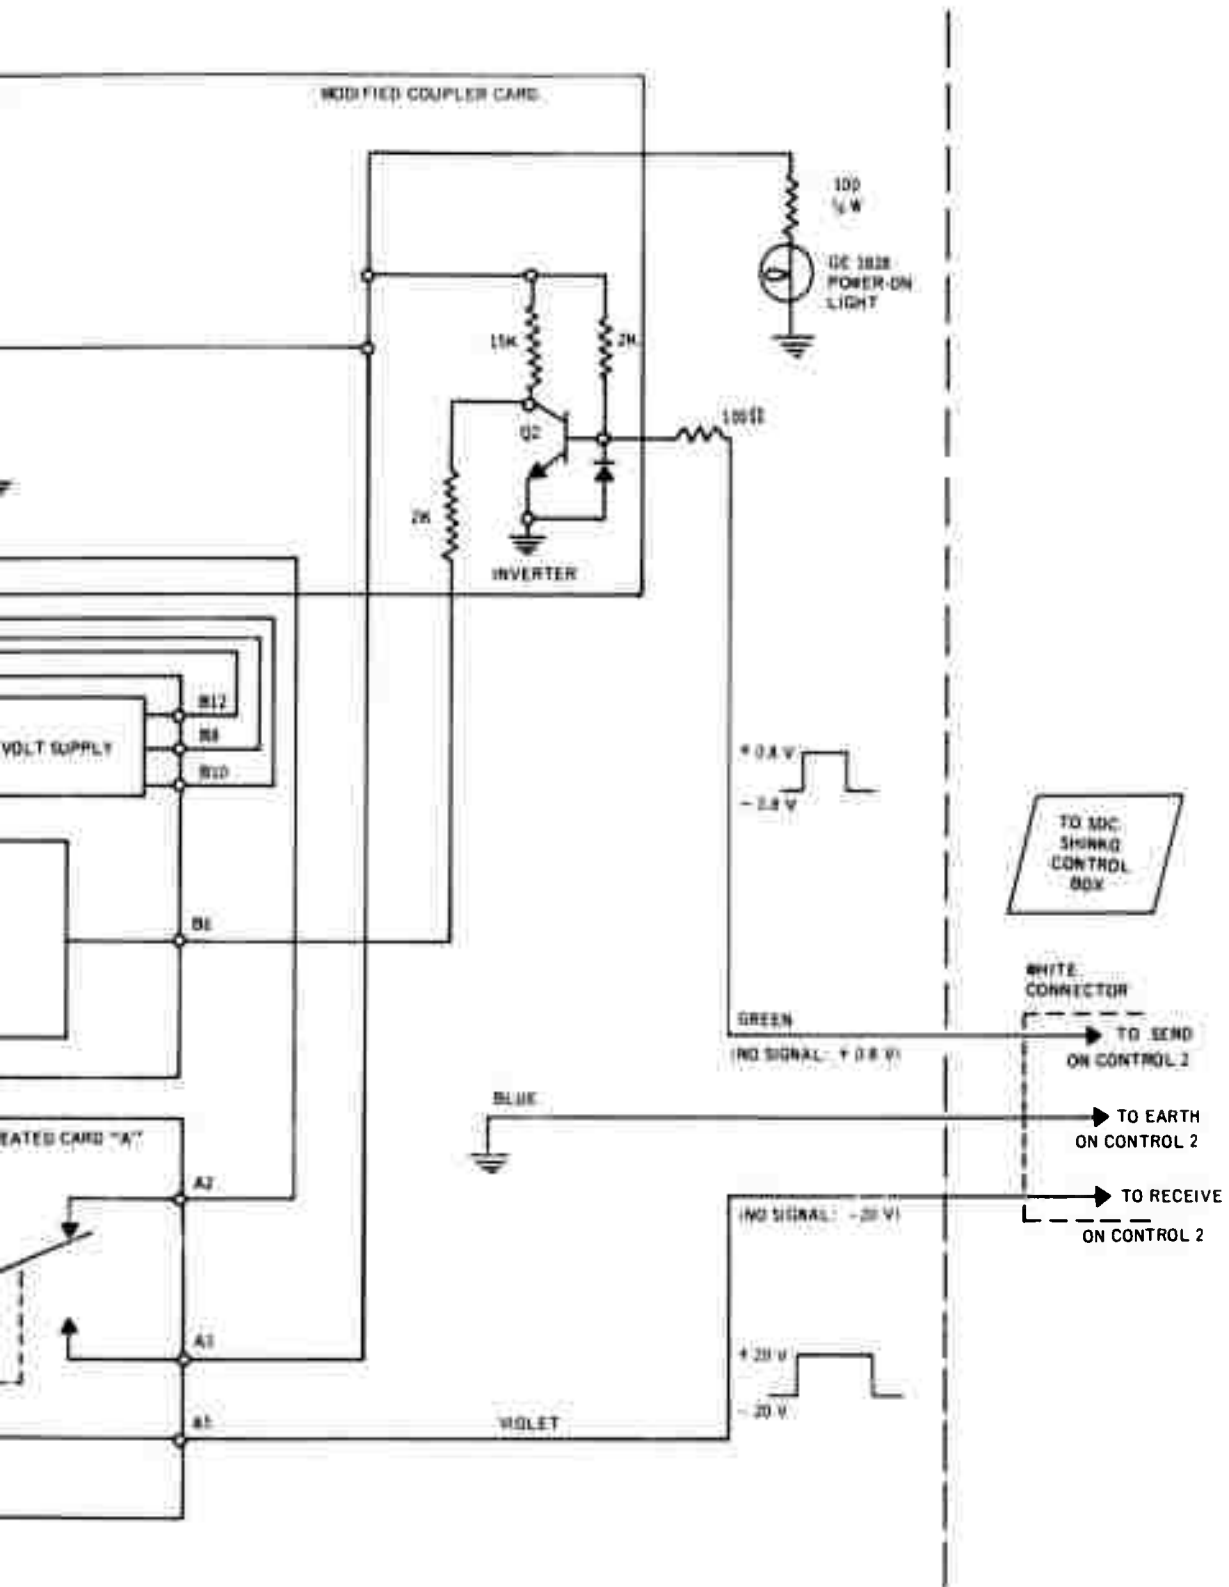 MODIFIED COUPLER CARD
100
½ W
GE 1828
POWER-ON
LIGHT
15K
2K
100Ω
Q2
2K
INVERTER
B12
B8
VOLT SUPPLY
B10
+ 0.8 V
- 0.8 V
TO SDC
SHINKO
CONTROL
BOX
B6
WHITE
CONNECTOR
GREEN
TO SEND
(NO SIGNAL: + 0.8 V)
ON CONTROL 2
BLUE
TO EARTH
EATED CARD "A"
ON CONTROL 2
A2
TO RECEIVE
(NO SIGNAL: -20 V)
ON CONTROL 2
A3
+ 20 V
- 20 V
VIOLET